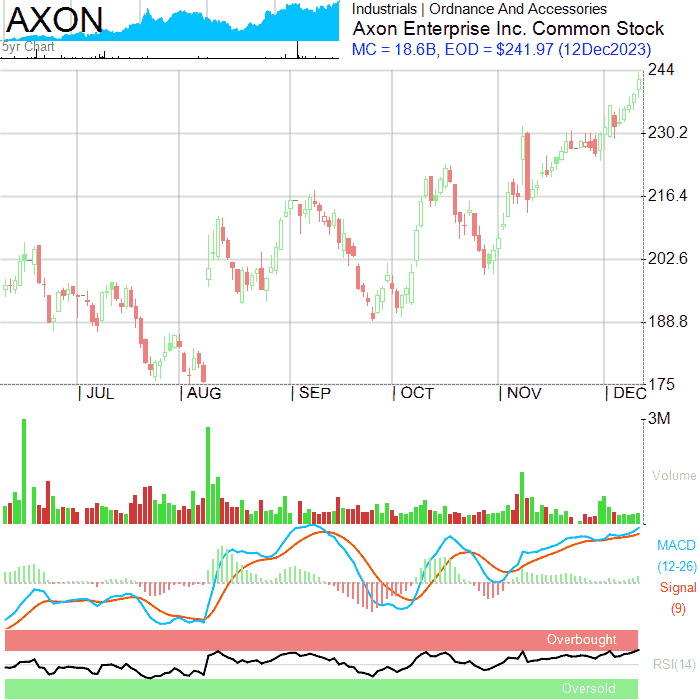 AXON
5yr Chart
Industrials | Ordnance And Accessories
Axon Enterprise Inc. Common Stock
MC = 18.6B, EOD = $241.97 (12Dec2023)
244
230.2
216.4
202.6
188.8
175
JUL
AUG
SEP
OCT
NOV
DEC
3M
Volume
MACD
(12-26)
Signal
(9)
Overbought
RSI(14)
Oversold